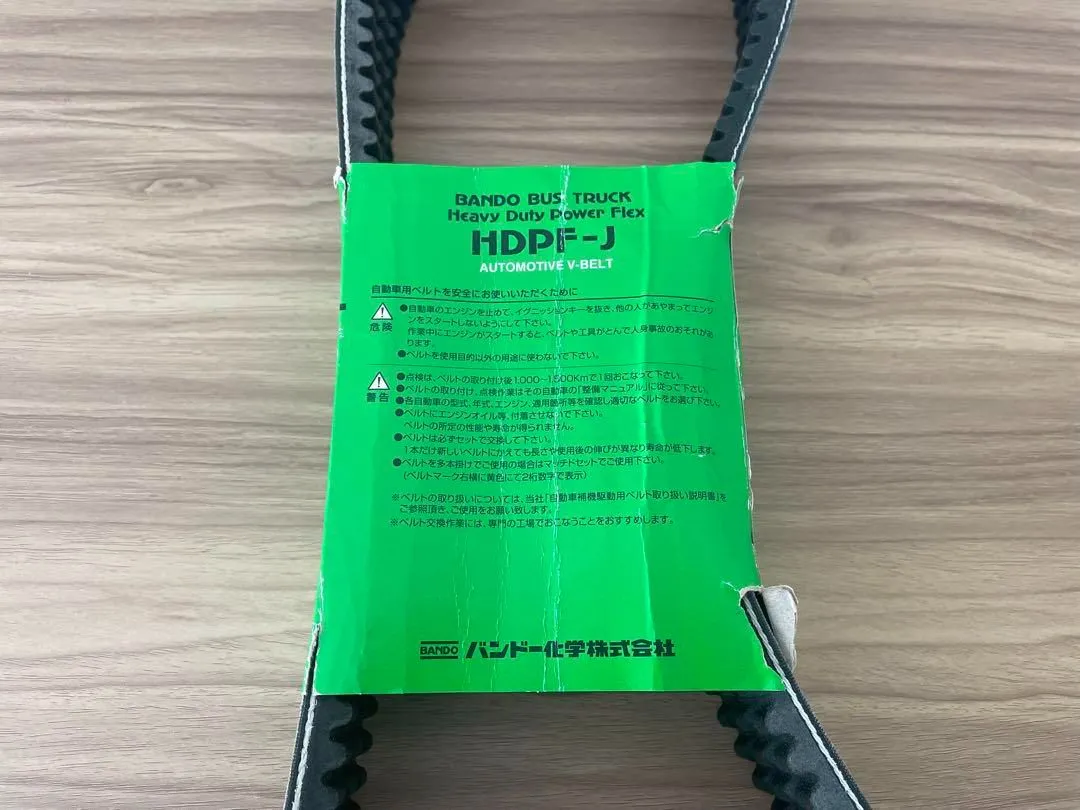 BANDO BUS TRUCK
Heavy Duty Power Flex
HDPF-J
AUTOMOTIVE V-BELT
自動車用ベルトを安全にお使いいただくために
危険
●自動車のエンジンを止めて、イグニッションキーを抜き、他の人があやまってエンジ
ンをスタートしないようにして下さい。
作業中にエンジンがスタートすると、ベルトや工具がとんで人身事故のおそれがあ
ります。
●ベルトを使用目的以外の用途に使わないで下さい。
警告
●点検は、ベルトの取り付け後1,000〜1,500Kmで1回おこなって下さい。
●ベルトの取り付け、点検作業はその自動車の「整備マニュアル」に従って下さい。
●各自動車の型式、年式、エンジン、適用箇所等を確認し適切なベルトをお選び下さい。
●ベルトにエンジンオイル等、付着させないで下さい。
ベルトの所定の性能や寿命が得られません。
●ベルトは必ずセットで交換して下さい。
1本だけ新しいベルトにかえても長さや使用後の伸びが異なり寿命が低下します。
●ベルトを多本掛けでご使用の場合はマッチドセットでご使用下さい。
(ベルトマーク右横に黄色にて2桁数字で表示)
※ベルトの取り扱いについては、当社「自動車補機駆動用ベルト取り扱い説明書」を
ご参照頂き、ご使用をお願い致します。
※ベルト交換作業には、専門の工場でおこなうことをおすすめします。
BANDO バンドー化学株式会社